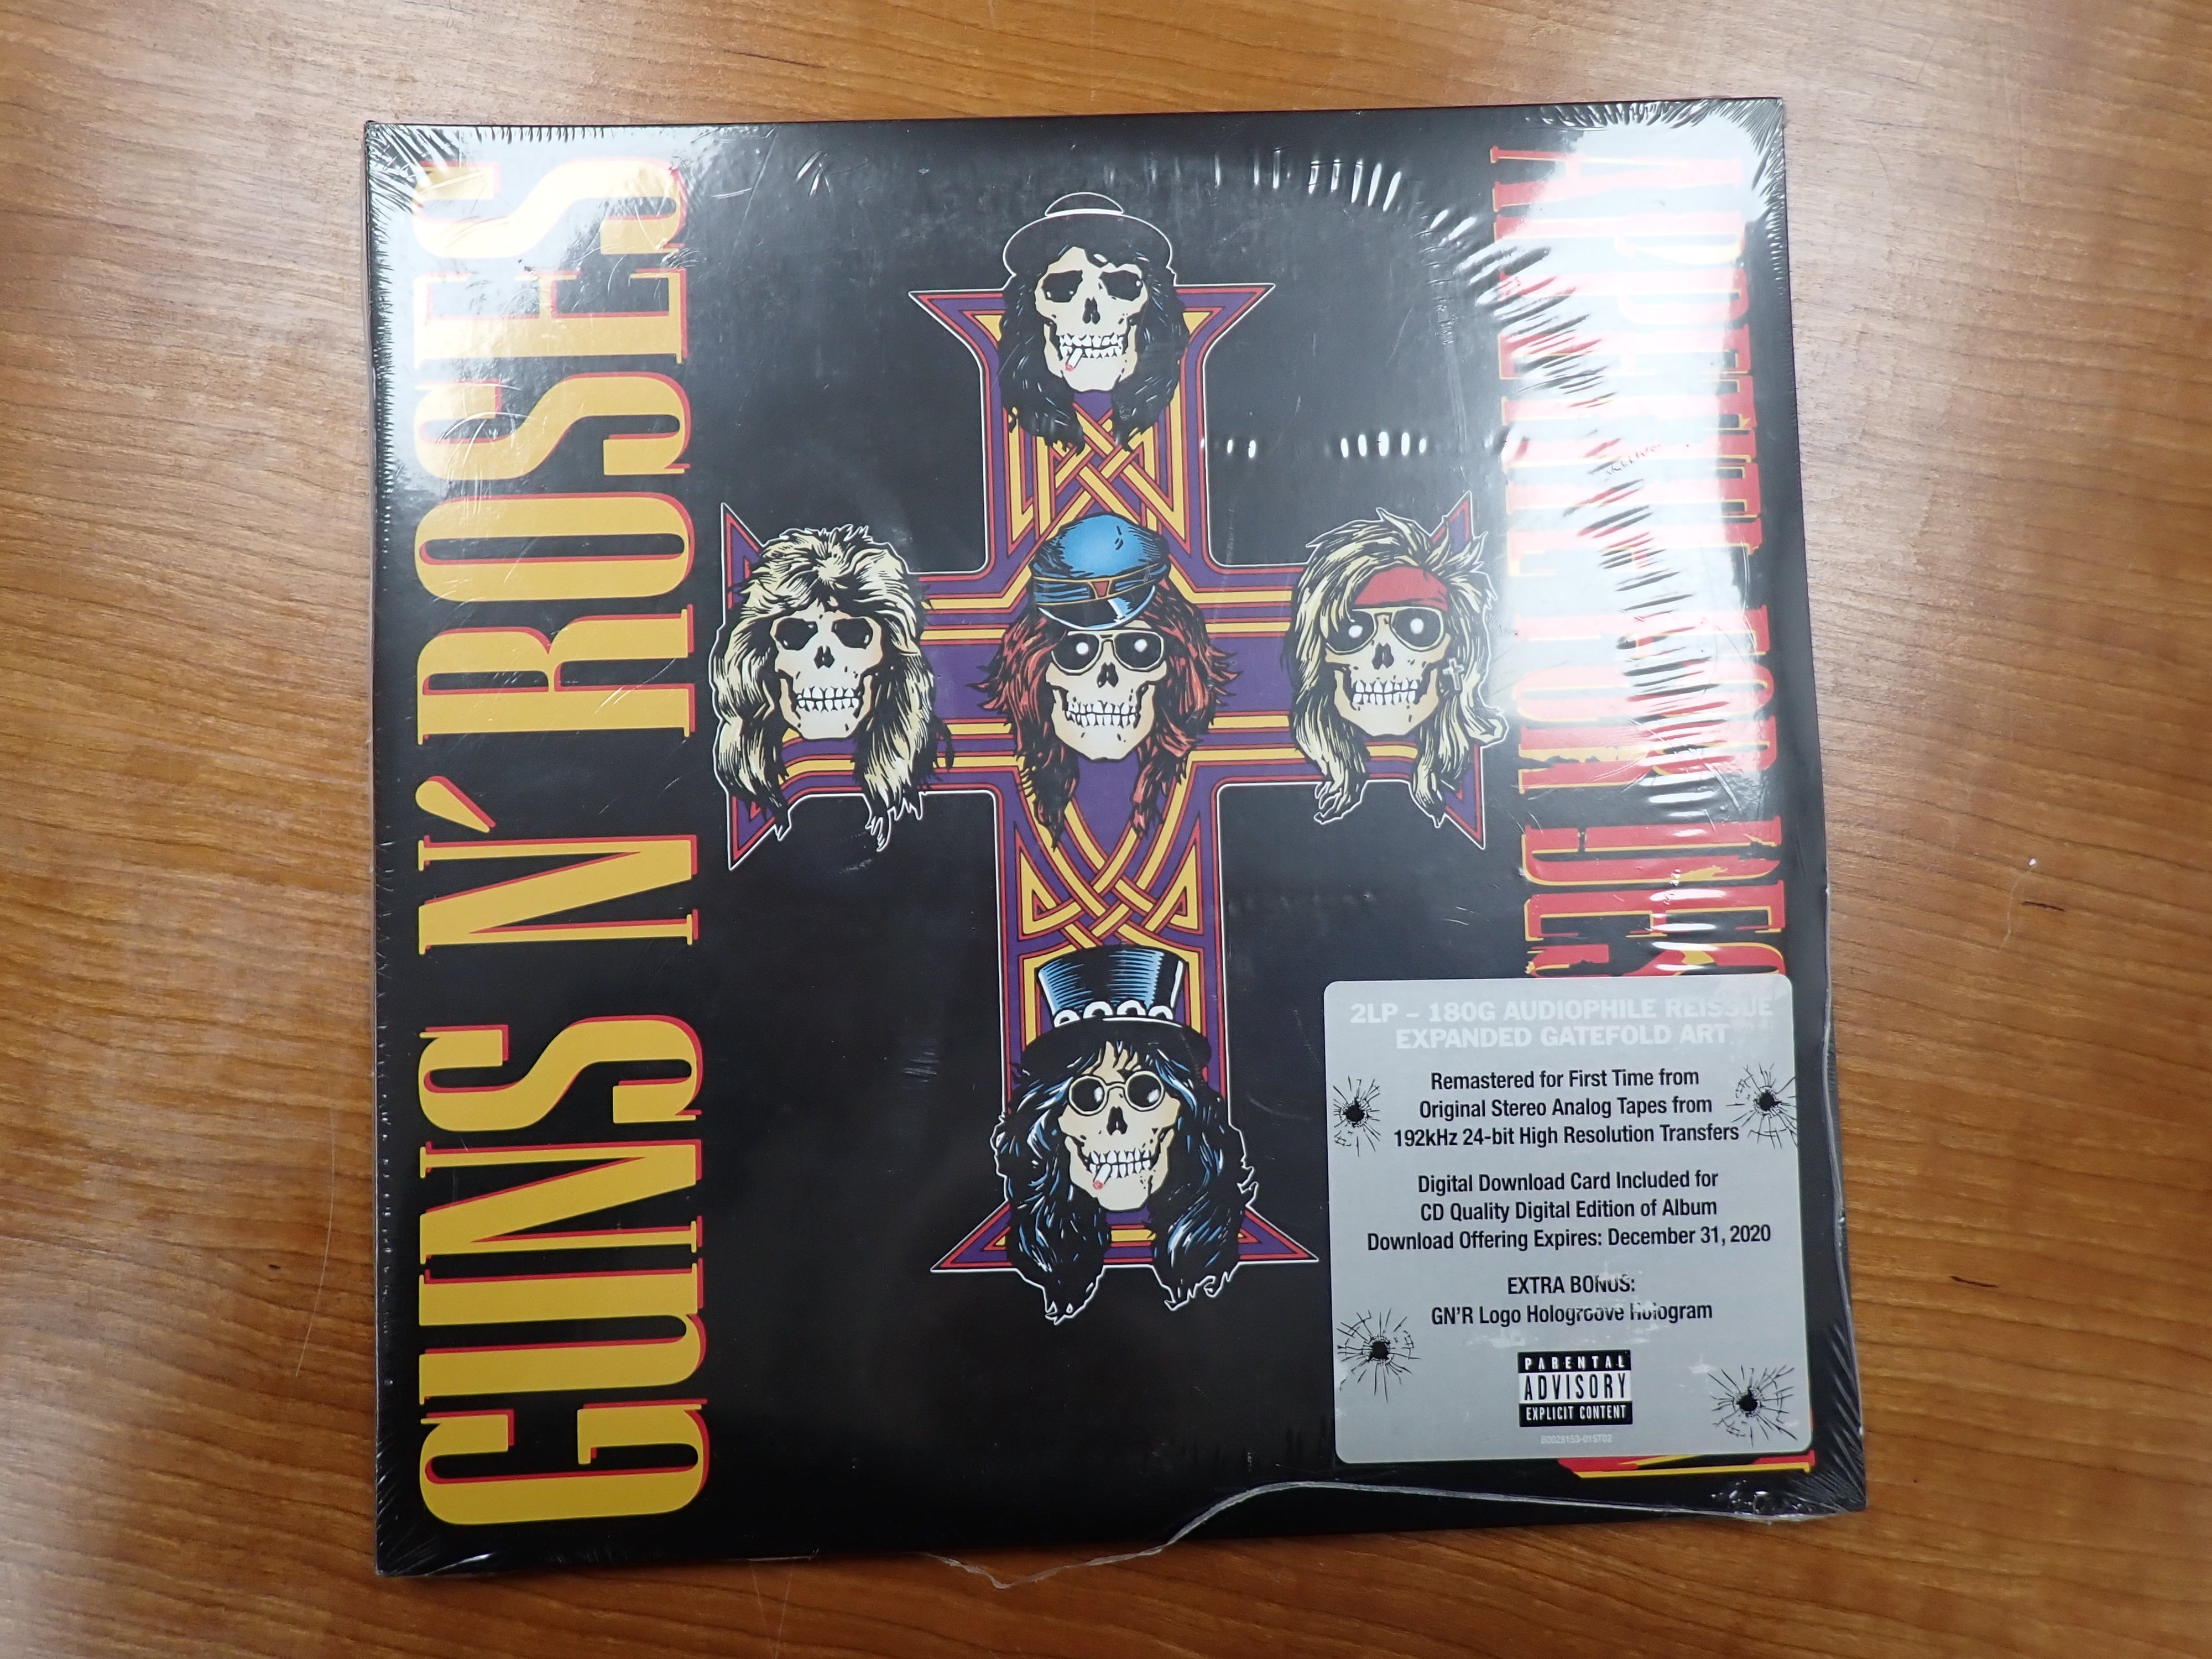 GUNS N' ROSES
APPETITE FOR DES
2LP – 180G AUDIOPHILE REISSUE
EXPANDED GATEFOLD ART
Remastered for First Time from
Original Stereo Analog Tapes from
192kHz 24-bit High Resolution Transfers
Digital Download Card Included for
CD Quality Digital Edition of Album
Download Offering Expires: December 31, 2020
EXTRA BONUS:
GN'R Logo Hologroove Hologram
PARENTAL
ADVISORY
EXPLICIT CONTENT